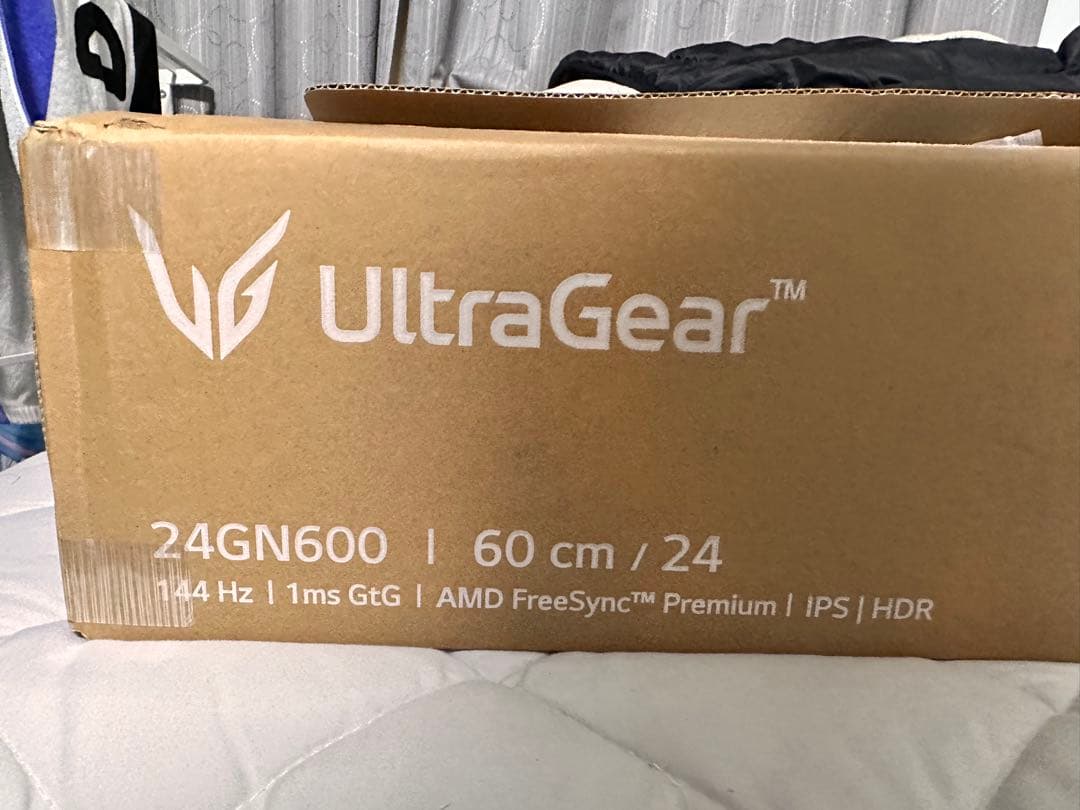 UltraGear™
24GN600 | 60 cm / 24
144 Hz | 1ms GtG | AMD FreeSync™ Premium | IPS | HDR